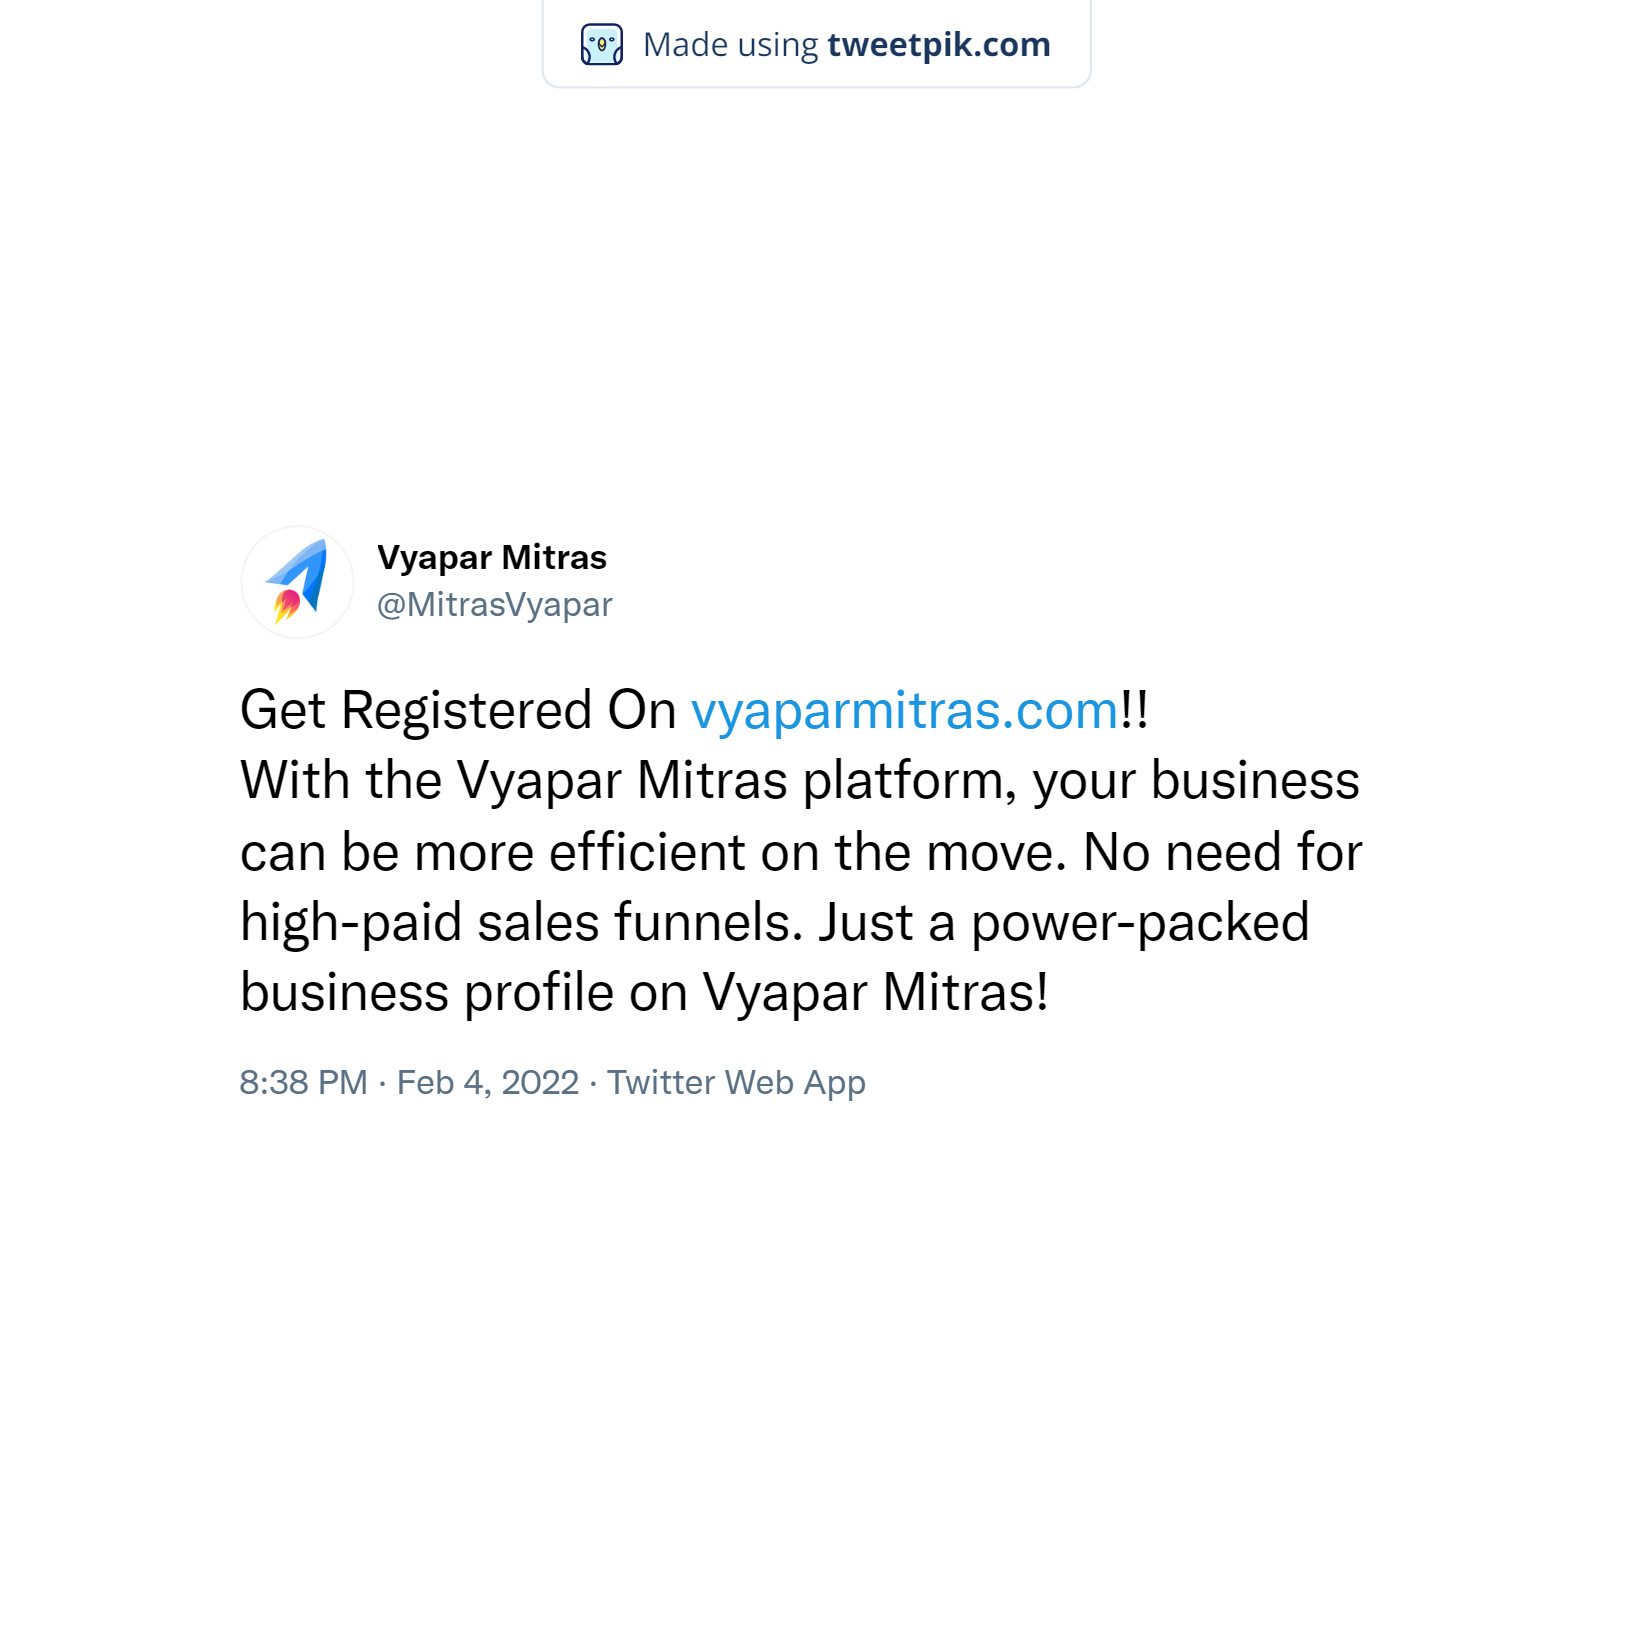 Made using tweetpik.com
Vyapar Mitras
@MitrasVyapar
Get Registered On vyaparmitras.com!!
With the Vyapar Mitras platform, your business
can be more efficient on the move. No need for
high-paid sales funnels. Just a power-packed
business profile on Vyapar Mitras!
8:38 PM · Feb 4, 2022 · Twitter Web App